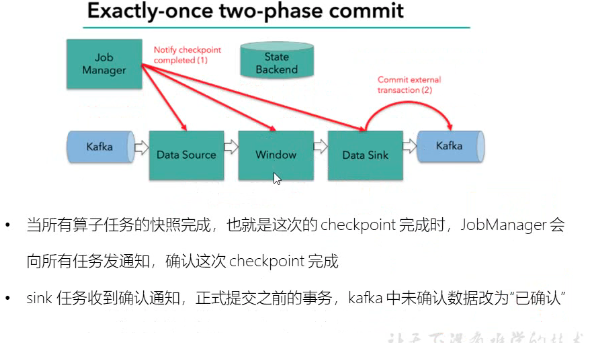 Exactly-once two-phase commit
Job
Manager
Notify checkpoint
completed (1)
State
Backend
Commit external
transaction (2)
Kafka
Data Source
Window
Data Sink
Kafka
• 当所有算子任务的快照完成，也就是这次的 checkpoint 完成时，JobManager 会
向所有任务发通知，确认这次 checkpoint 完成
• sink 任务收到确认通知，正式提交之前的事务，kafka 中未确认数据改为“已确认”